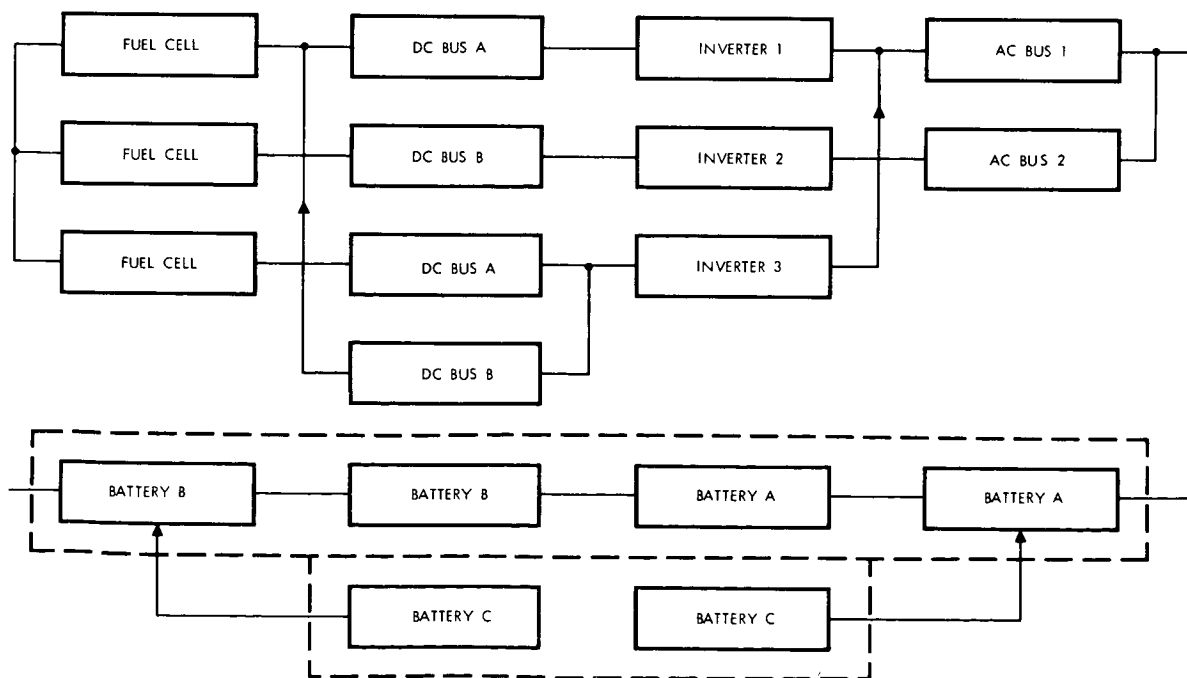 FUEL CELL
DC BUS A
INVERTER 1
AC BUS 1
FUEL CELL
DC BUS B
INVERTER 2
AC BUS 2
FUEL CELL
DC BUS A
INVERTER 3
DC BUS B
BATTERY B
BATTERY B
BATTERY A
BATTERY A
BATTERY C
BATTERY C